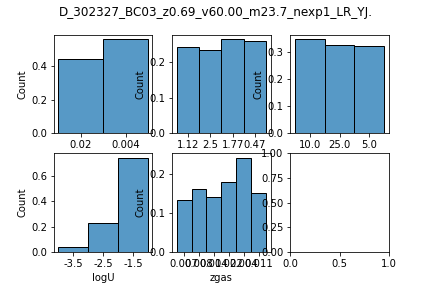 D_302327_BC03_z0.69_v60.00_m23.7_nexp1_LR_YJ.
Count
0.4
0.2
0.0
0.02 0.004
Count
0.2
0.1
0.0
1.12 2.5 1.77 0.47
Count
0.3
0.2
0.1
0.0
10.0 25.0 5.0
Count
0.6
0.4
0.2
0.0
-3.5 -2.5 -1.5
logU
Count
0.2
0.1
0.0
zgas
1.00
0.75
0.50
0.25
0.00
0.0 0.5 1.0